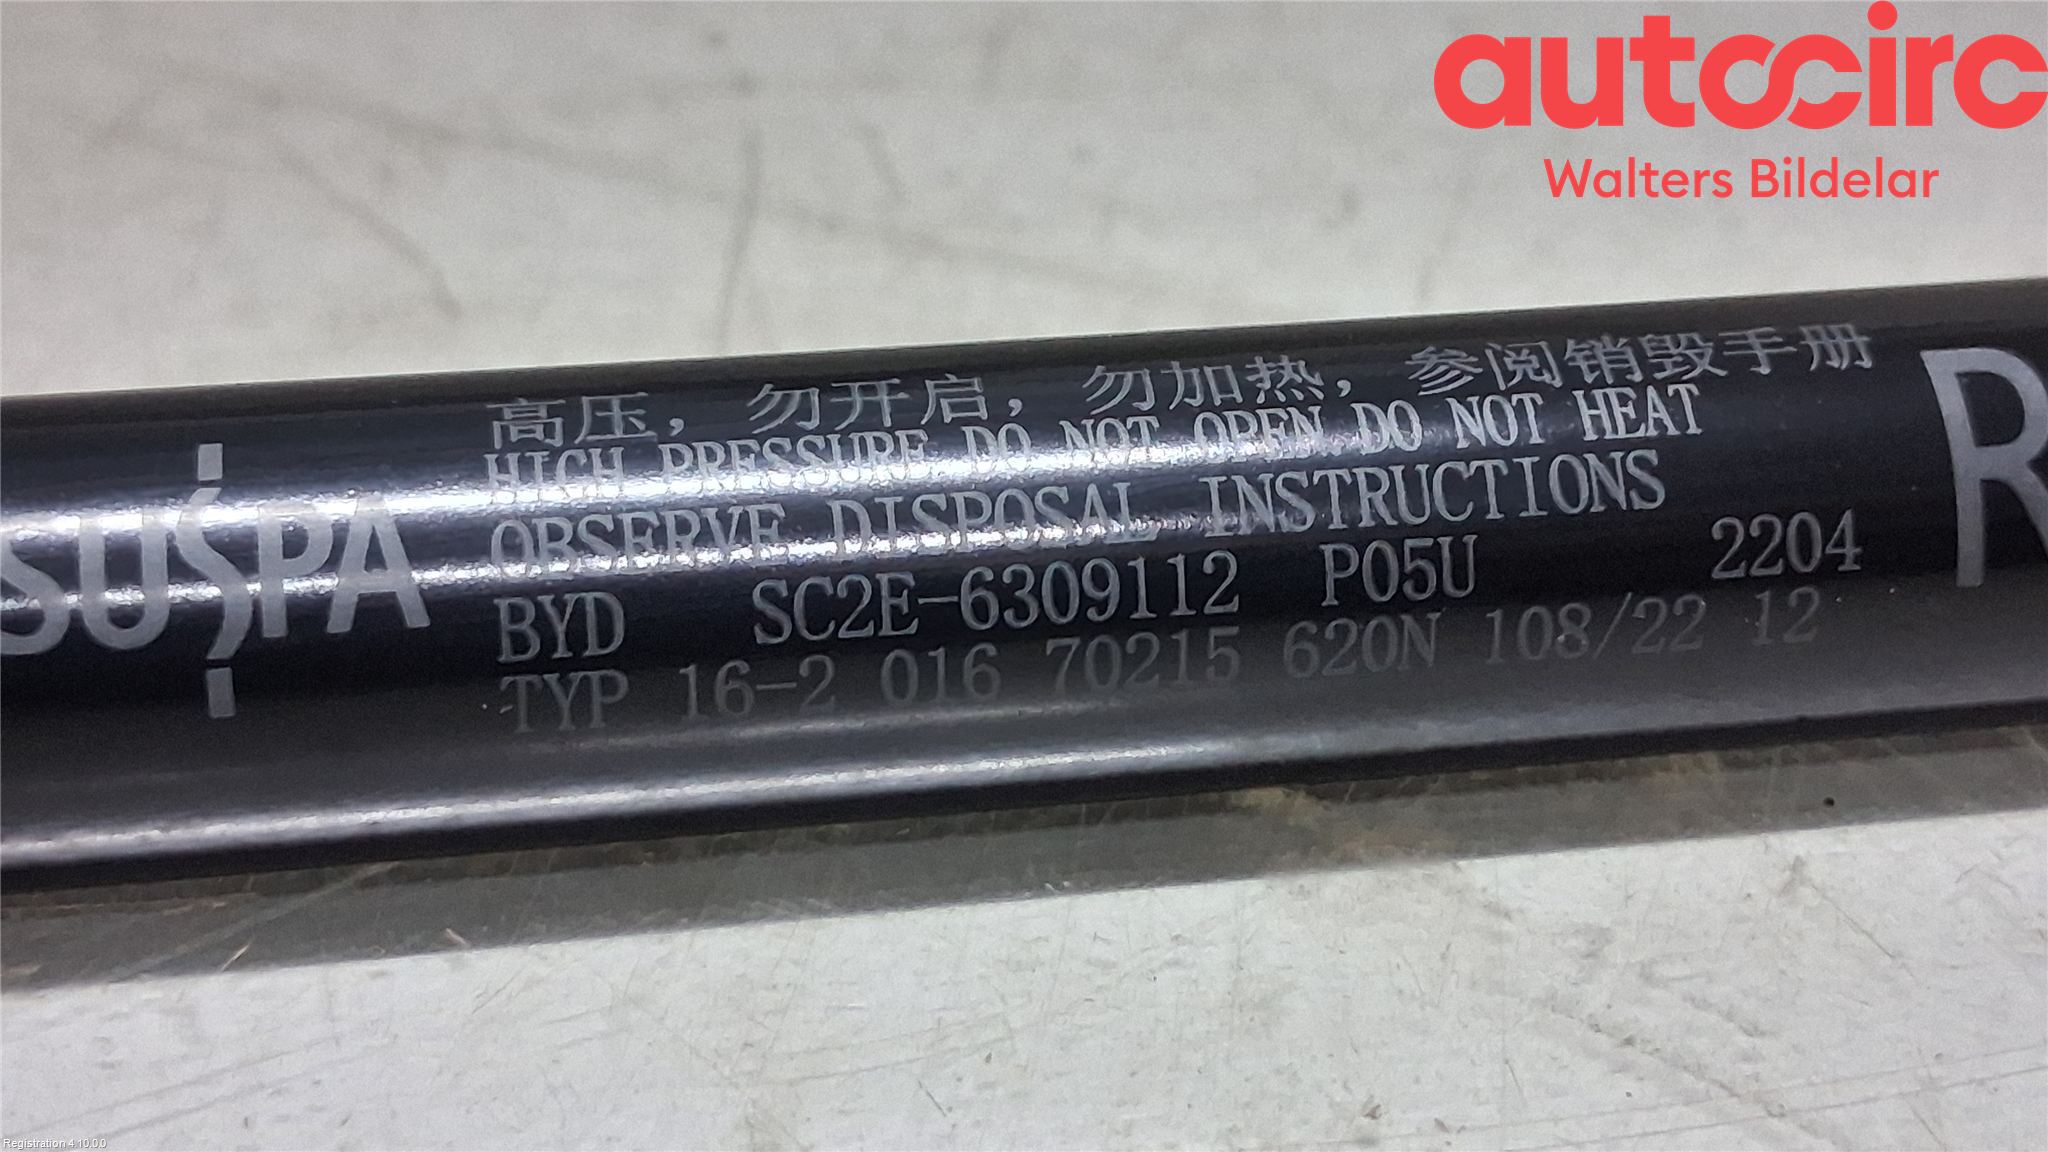 autocirc
Walters Bildelar
高压，勿开启，勿加热，参阅销毁手册
HIGH PRESSURE.DO NOT OPEN.DO NOT HEAT
OBSERVE DISPOSAL INSTRUCTIONS
SUSPA
BYD SC2E-6309112 P05U 2204
TYP 16-2 016 70215 620N 108/22 12
R
Registration 4.10.0.0